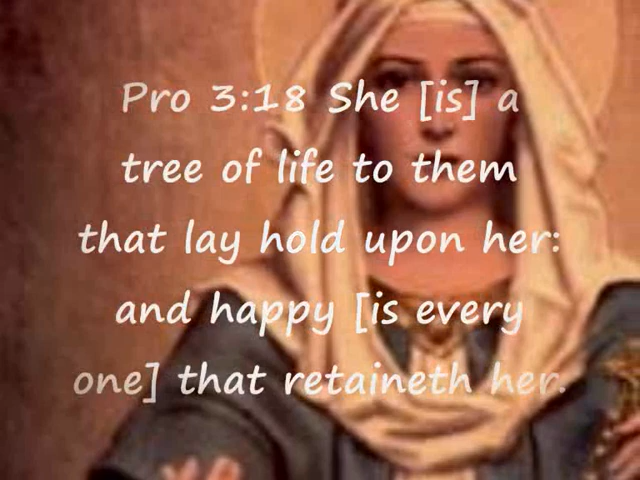 Pro 3:18 She [is] a
tree of life to them
that lay hold upon her:
and happy [is every
one] that retaineth her.